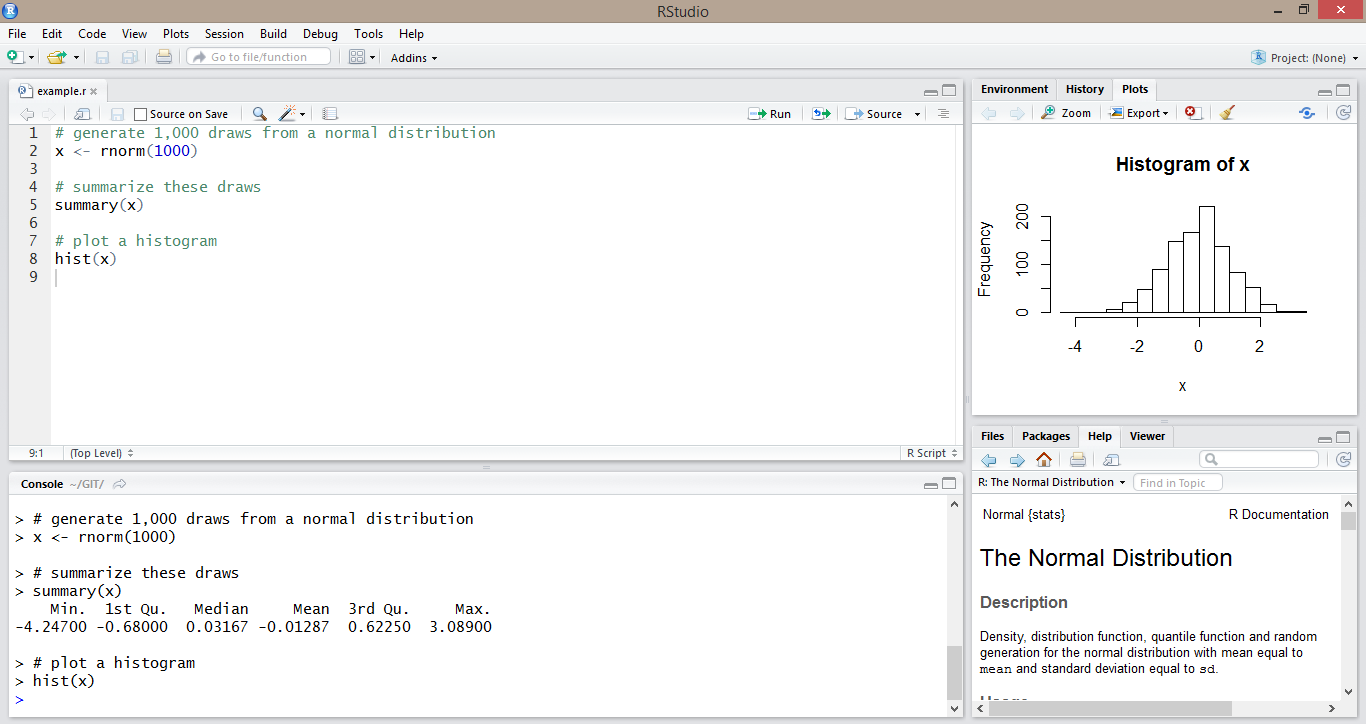 RStudio
File Edit Code View Plots Session Build Debug Tools Help
Go to file/function Addins Project: (None)
example.r
Source on Save Run Source
1 # generate 1,000 draws from a normal distribution
2 x <- rnorm(1000)
3
4 # summarize these draws
5 summary(x)
6
7 # plot a histogram
8 hist(x)
9
9:1 (Top Level) R Script
Console ~/GIT/
> # generate 1,000 draws from a normal distribution
> x <- rnorm(1000)
> # summarize these draws
> summary(x)
Min. 1st Qu. Median Mean 3rd Qu. Max.
-4.24700 -0.68000 0.03167 -0.01287 0.62250 3.08900
> # plot a histogram
> hist(x)
>
Environment History Plots
Zoom Export
Histogram of x
Frequency
200
100
0
-4 -2 0 2
x
Files Packages Help Viewer
R: The Normal Distribution Find in Topic
Normal {stats} R Documentation
The Normal Distribution
Description
Density, distribution function, quantile function and random
generation for the normal distribution with mean equal to
mean and standard deviation equal to sd.